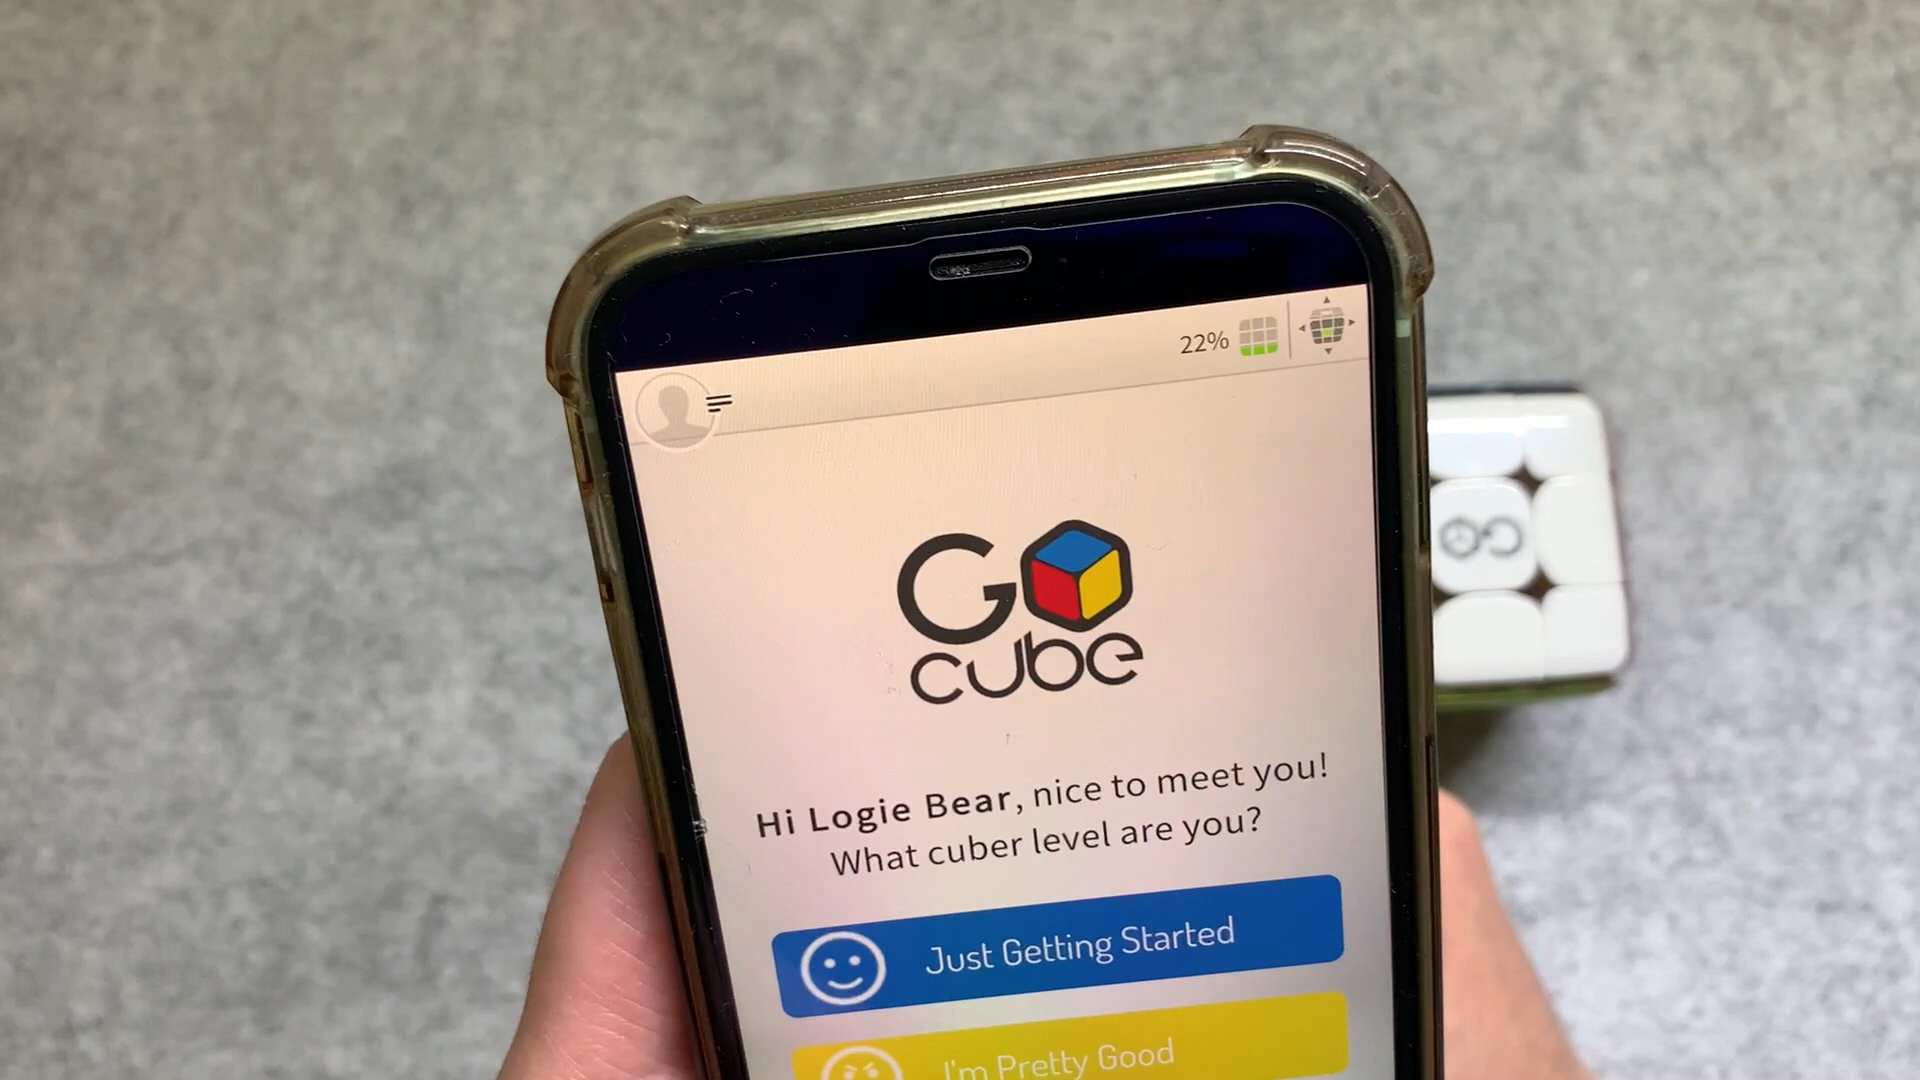 22%
GO
cube
Hi Logie Bear, nice to meet you!
What cuber level are you?
Just Getting Started
I'm Pretty Good
GO